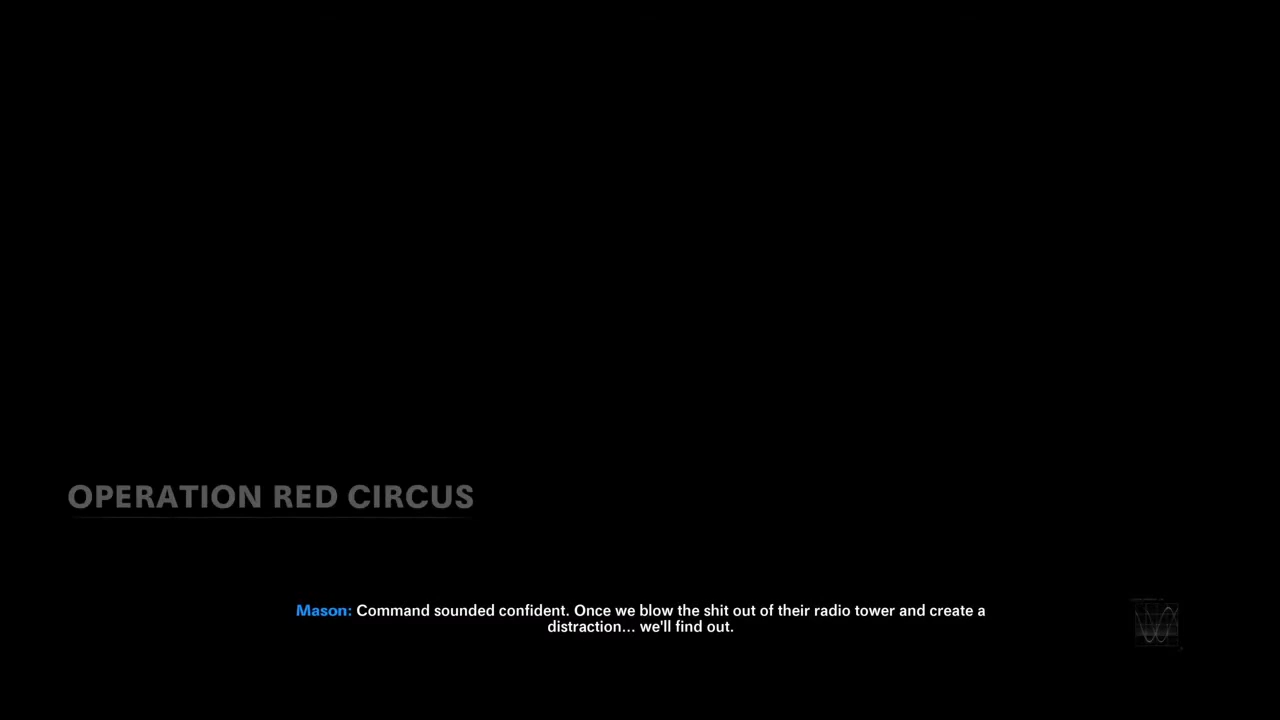 OPERATION RED CIRCUS
Mason: Command sounded confident. Once we blow the shit out of their radio tower and create a
distraction... we'll find out.